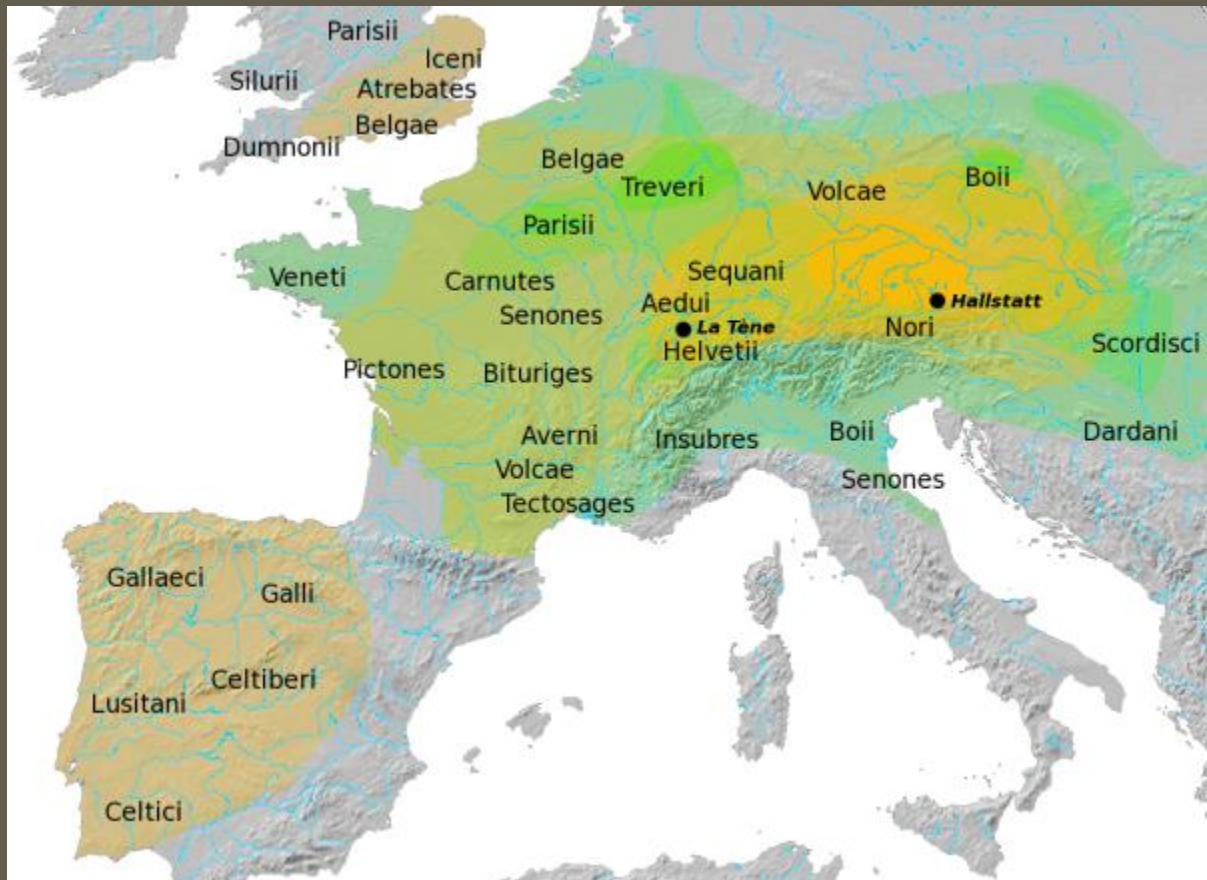 Parisii
Iceni
Silurii
Atrebates
Belgae
Dumnonii
Belgae
Treveri
Volcae
Boii
Parisii
Veneti
Carnutes
Sequani
Aedui
Hallstatt
Senones
La Tène
Nori
Helvetii
Scordisci
Pictones
Bituriges
Averni
Insubres
Boii
Dardani
Volcae
Tectosages
Senones
Gallaeci
Galli
Celtiberi
Lusitani
Celtici